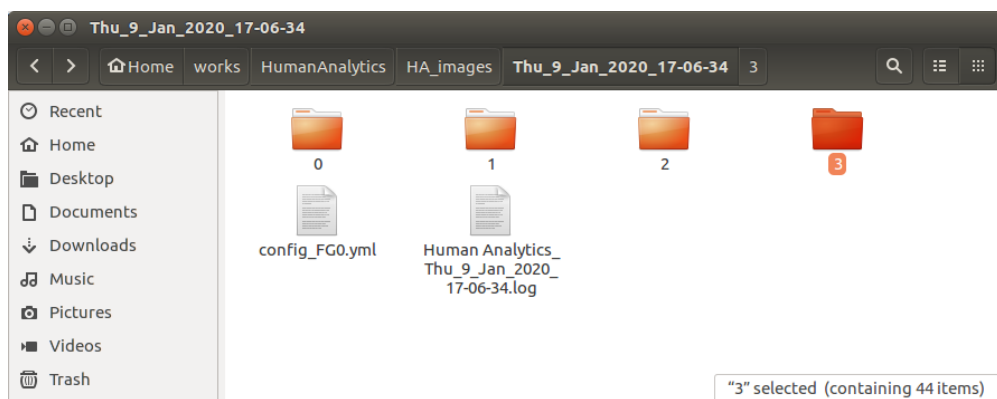 Thu_9_Jan_2020_17-06-34
Home works HumanAnalytics HA_images Thu_9_Jan_2020_17-06-34 3
Recent
Home
Desktop
Documents
Downloads
Music
Pictures
Videos
Trash
0 1 2 3
config_FG0.yml
Human Analytics_
Thu_9_Jan_2020_
17-06-34.log
“3” selected (containing 44 items)